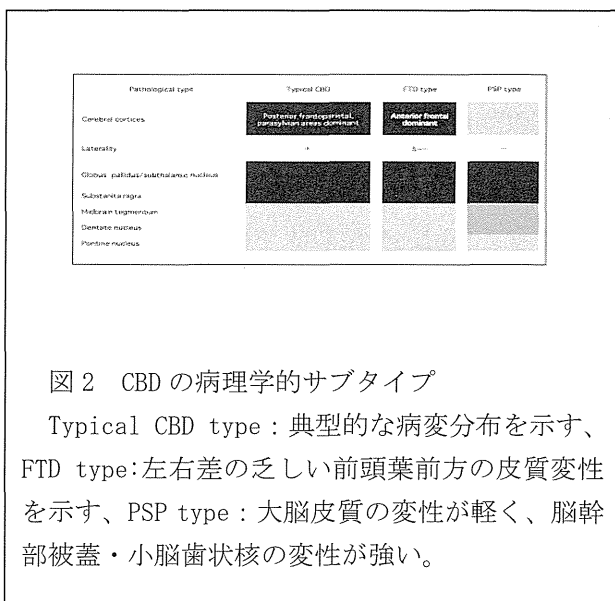 Pathological type Typical CBD FTD type PSP type
Cerebral cortices Posterior frontoparietal, parasylvian areas dominant Anterior frontal dominant
Laterality + ±~− −
Globus pallidus/subthalamic nucleus
Substantia nigra
Midbrain tegmentum
Dentate nucleus
Pontine nucleus
図2 CBDの病理学的サブタイプ
Typical CBD type：典型的な病変分布を示す、
FTD type:左右差の乏しい前頭葉前方の皮質変性
を示す、PSP type：大脳皮質の変性が軽く、脳幹
部被蓋・小脳歯状核の変性が強い。